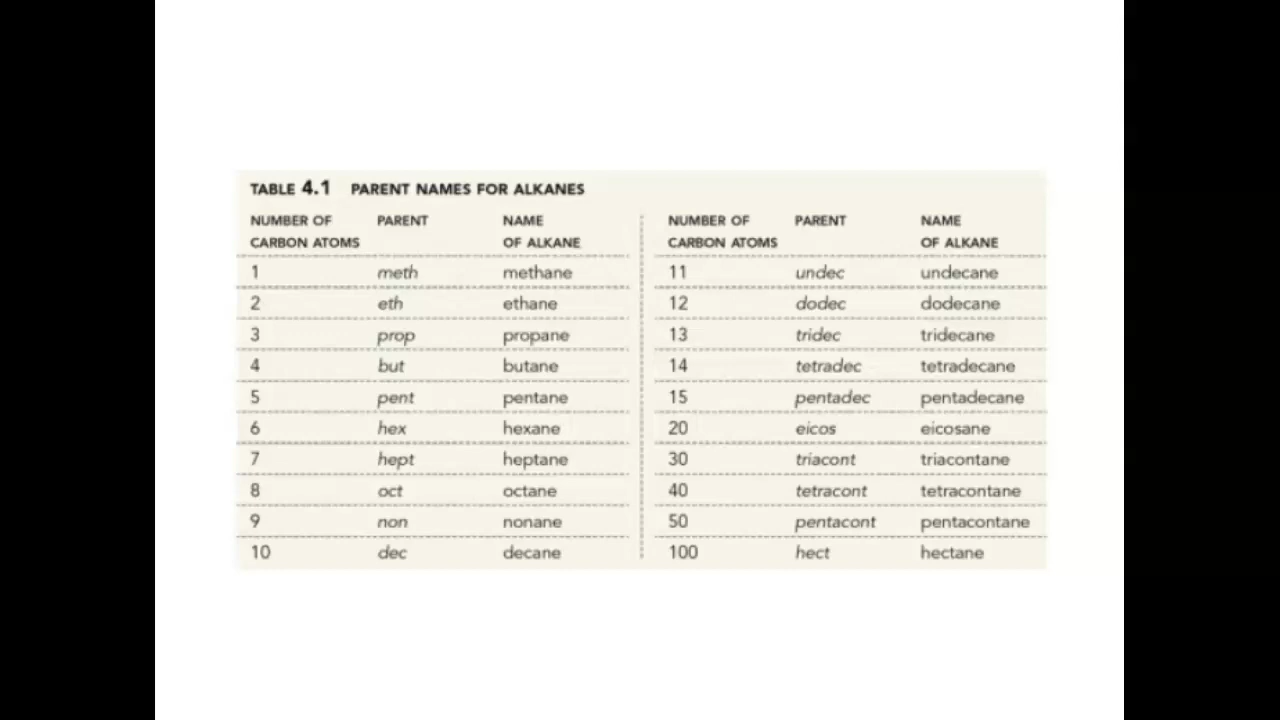 TABLE 4.1 PARENT NAMES FOR ALKANES
NUMBER OF PARENT NAME NUMBER OF PARENT NAME
CARBON ATOMS OF ALKANE CARBON ATOMS OF ALKANE
1 meth methane 11 undec undecane
2 eth ethane 12 dodec dodecane
3 prop propane 13 tridec tridecane
4 but butane 14 tetradec tetradecane
5 pent pentane 15 pentadec pentadecane
6 hex hexane 20 eicos eicosane
7 hept heptane 30 triacont triacontane
8 oct octane 40 tetracont tetracontane
9 non nonane 50 pentacont pentacontane
10 dec decane 100 hect hectane